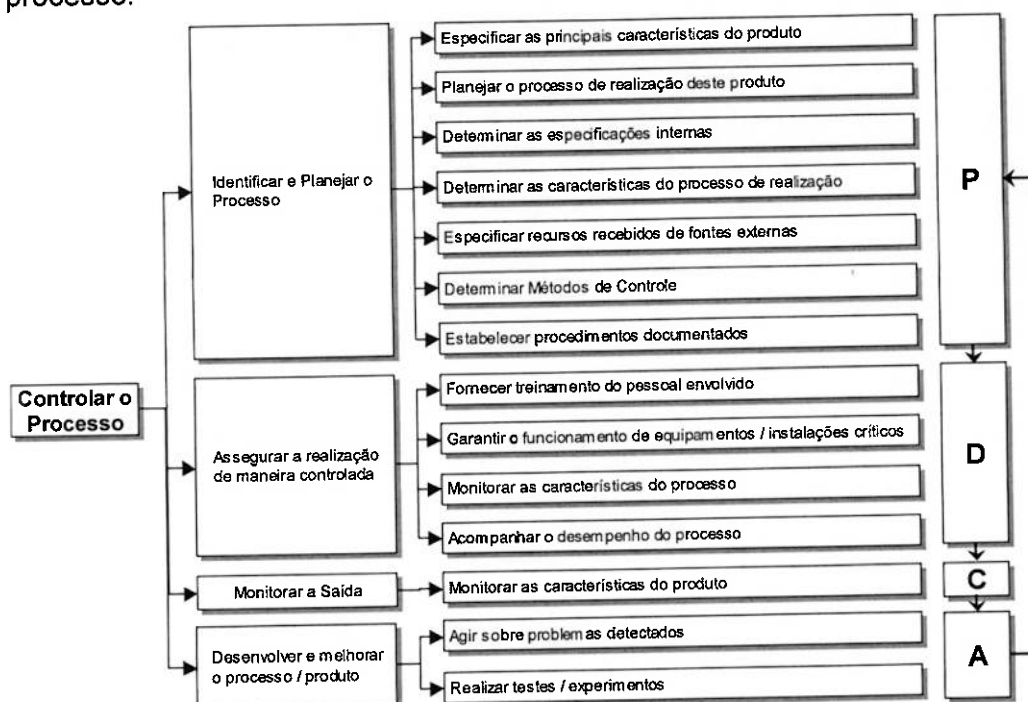 processo.
Especificar as principais características do produto
Planejar o processo de realização deste produto
Determinar as especificações internas
Identificar e Planejar o
Processo
Determinar as características do processo de realização
P
Especificar recursos recebidos de fontes externas
Determinar Métodos de Controle
Estabelecer procedimentos documentados
Controlar o
Processo
Fornecer treinamento do pessoal envolvido
Garantir o funcionamento de equipamentos / instalações críticos
Assegurar a realização
de maneira controlada
D
Monitorar as características do processo
Acompanhar o desempenho do processo
Monitorar a Saída
Monitorar as características do produto
C
Desenvolver e melhorar
o processo / produto
Agir sobre problemas detectados
A
Realizar testes / experimentos